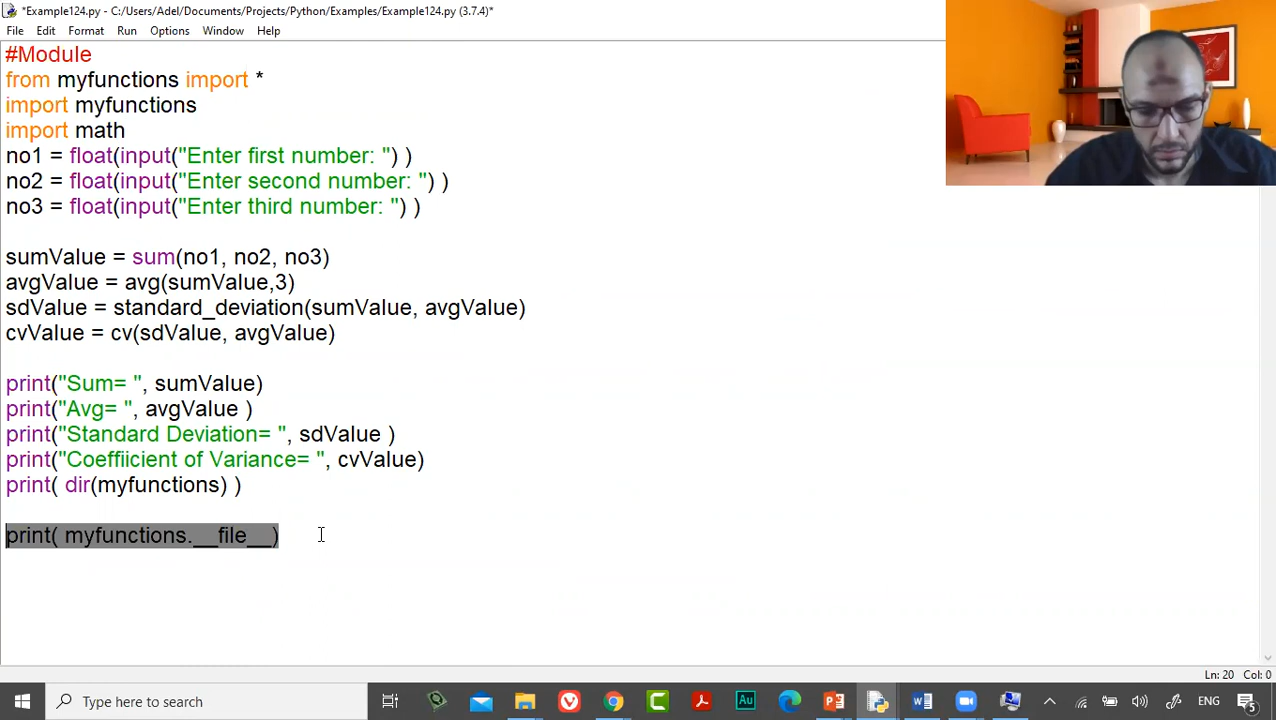 *Example124.py - C:/Users/Adel/Documents/Projects/Python/Examples/Example124.py (3.7.4)*
File Edit Format Run Options Window Help
#Module
from myfunctions import *
import myfunctions
import math
no1 = float(input("Enter first number: ") )
no2 = float(input("Enter second number: ") )
no3 = float(input("Enter third number: ") )
sumValue = sum(no1, no2, no3)
avgValue = avg(sumValue,3)
sdValue = standard_deviation(sumValue, avgValue)
cvValue = cv(sdValue, avgValue)
print("Sum= ", sumValue)
print("Avg= ", avgValue )
print("Standard Deviation= ", sdValue )
print("Coeffiicient of Variance= ", cvValue)
print( dir(myfunctions) )
print( myfunctions.__file__)
Ln: 20 Col: 0
Type here to search
Au
ENG
5